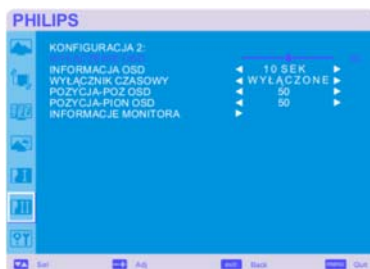 PHILIPS
KONFIGURACJA 2:
INFORMACJA OSD 10 SEK
WYŁĄCZNIK CZASOWY WYŁĄCZONE
POZYCJA-POZ OSD 50
POZYCJA-PION OSD 50
INFORMACJE MONITORA
Sel Adj Back Quit